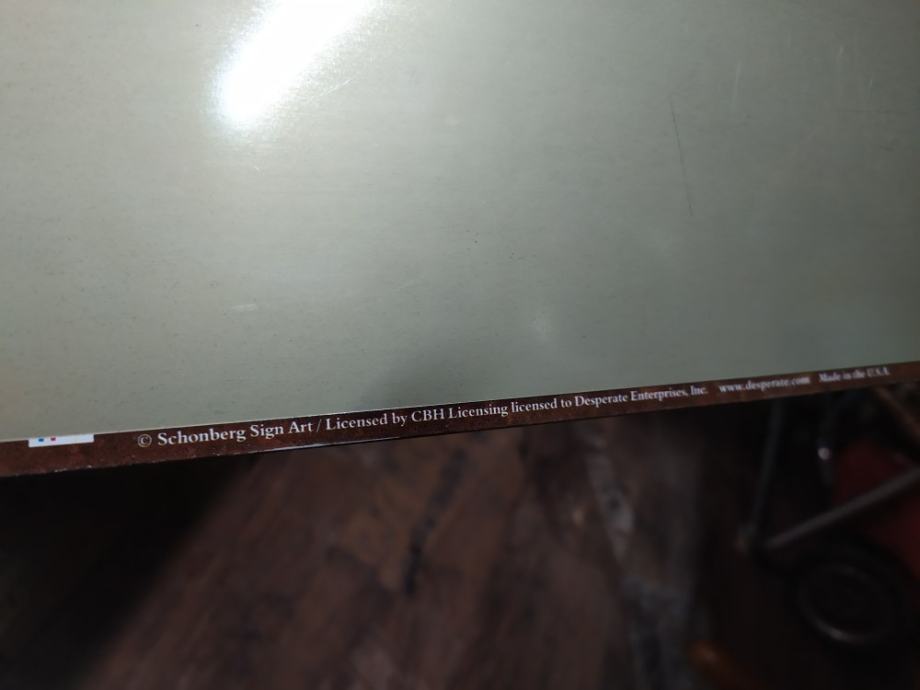 © Schonberg Sign Art / Licensed by CBH Licensing licensed to Desperate Enterprises, Inc. www.desperate.com Made in the U.S.A.